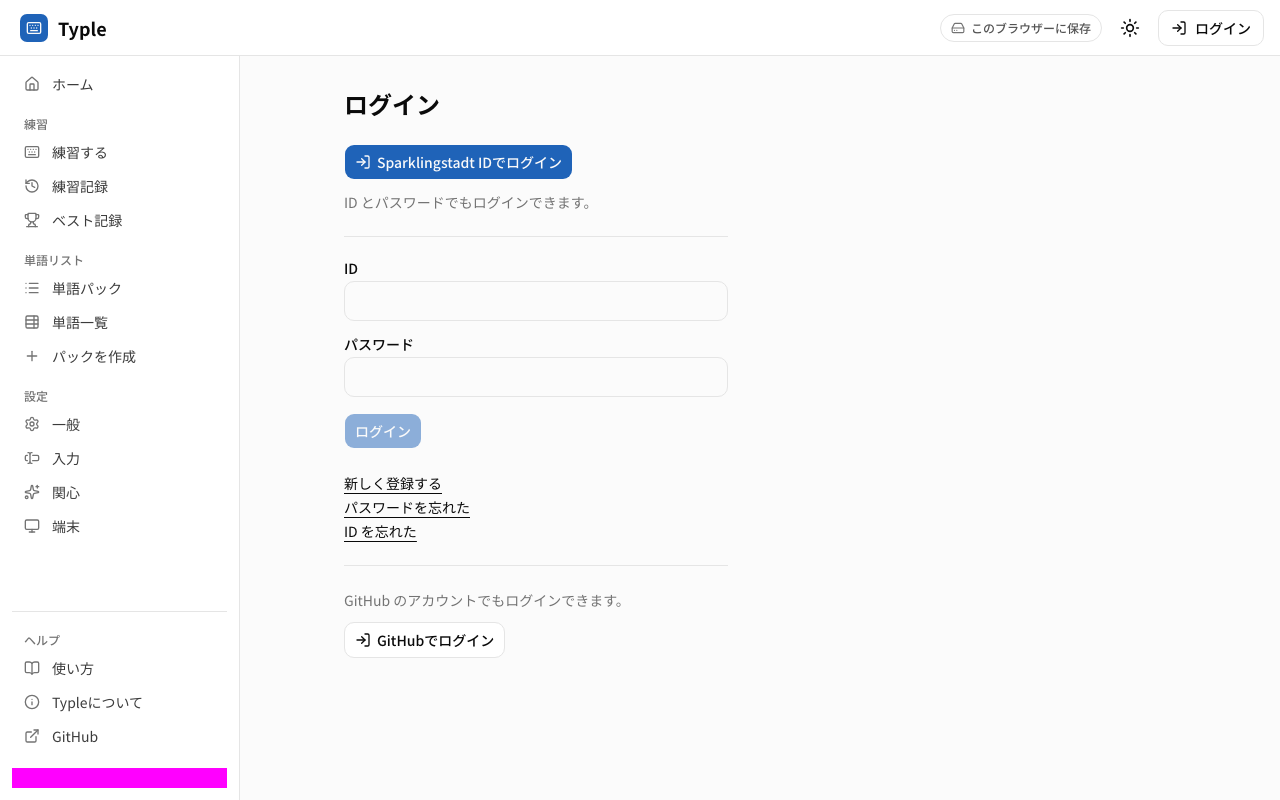 Typle
このブラウザーに保存
ログイン
ホーム
練習
練習する
練習記録
ベスト記録
単語リスト
単語パック
単語一覧
パックを作成
設定
一般
入力
関心
端末
ヘルプ
使い方
Typleについて
GitHub
ログイン
Sparklingstadt IDでログイン
ID とパスワードでもログインできます。
ID
パスワード
ログイン
新しく登録する
パスワードを忘れた
ID を忘れた
GitHub のアカウントでもログインできます。
GitHubでログイン